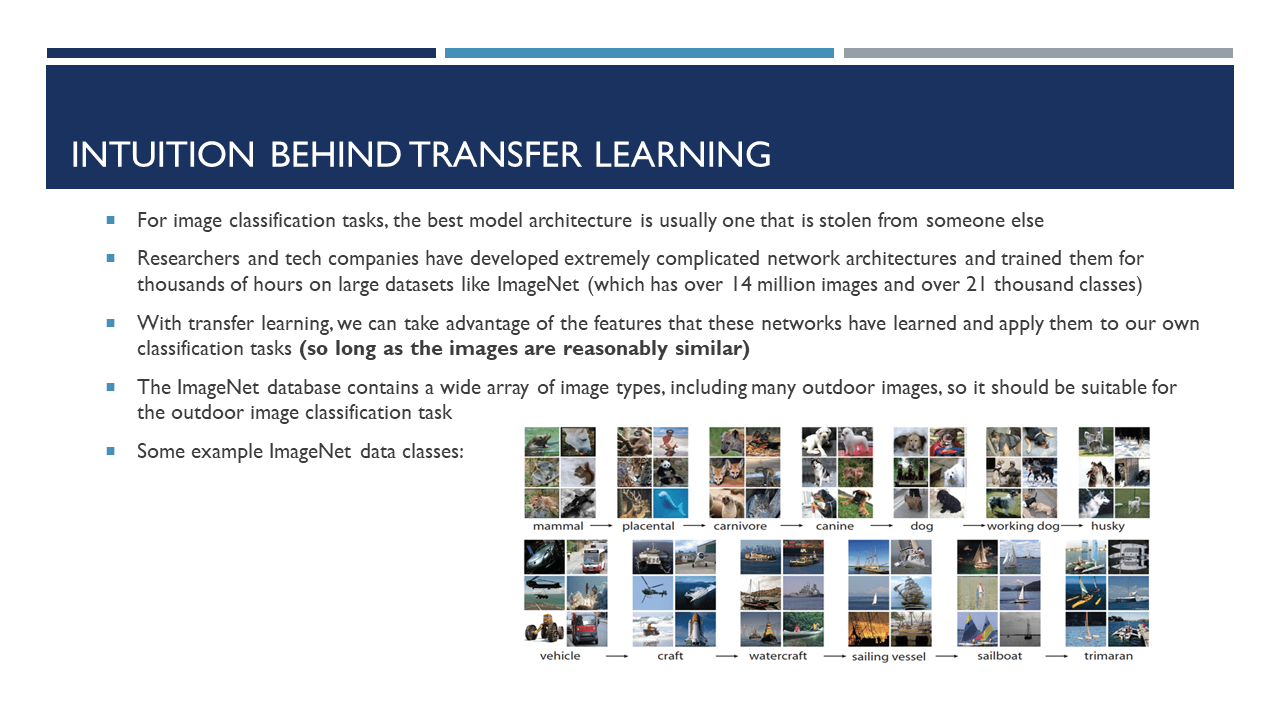 INTUITION BEHIND TRANSFER LEARNING
For image classification tasks, the best model architecture is usually one that is stolen from someone else
Researchers and tech companies have developed extremely complicated network architectures and trained them for
thousands of hours on large datasets like ImageNet (which has over 14 million images and over 21 thousand classes)
With transfer learning, we can take advantage of the features that these networks have learned and apply them to our own
classification tasks (so long as the images are reasonably similar)
The ImageNet database contains a wide array of image types, including many outdoor images, so it should be suitable for
the outdoor image classification task
Some example ImageNet data classes:
mammal placental carnivore canine dog working dog husky
vehicle craft watercraft sailing vessel sailboat trimaran